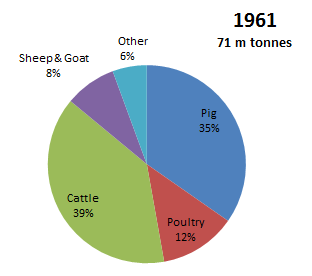 1961
71 m tonnes
Other
6%
Sheep & Goat
8%
Pig
35%
Cattle
39%
Poultry
12%